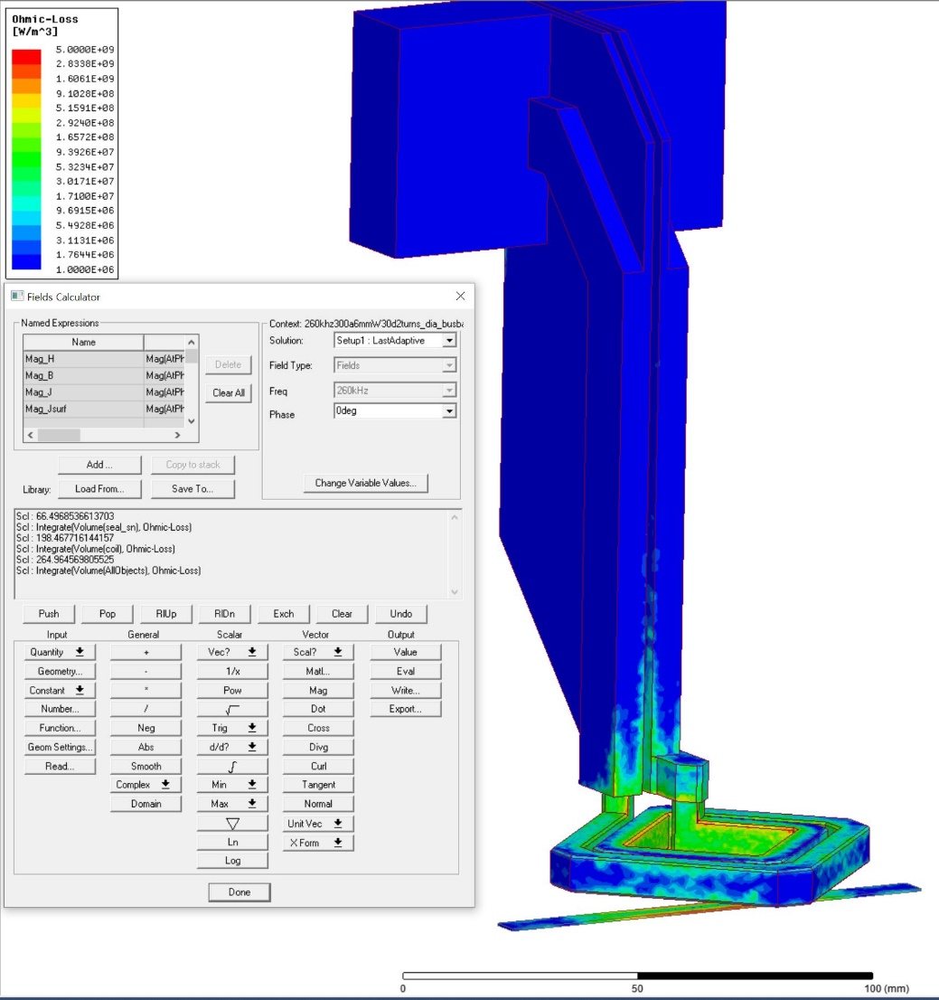 Ohmic-Loss
[W/m^3]
5.0000E+09
2.8338E+09
1.6061E+09
9.1028E+08
5.1591E+08
2.9240E+08
1.6572E+08
9.3926E+07
5.3234E+07
3.0171E+07
1.7100E+07
9.6915E+06
5.4928E+06
3.1131E+06
1.7644E+06
1.0000E+06
Fields Calculator
Named Expressions
Name
Mag_H Mag(AtPh
Mag_B Mag(AtPh
Mag_J Mag(AtPh
Mag_Jsurf Mag(AtPh
Delete
Clear All
Context: 260khz300a6mmW30d2turns_dia_busba
Solution: Setup1 : LastAdaptive
Field Type: Fields
Freq 260kHz
Phase 0deg
Add ... Copy to stack
Library: Load From... Save To...
Change Variable Values...
Scl : 66.4968536613703
Scl : Integrate(Volume(seal_sn), Ohmic-Loss)
Scl : 198.467716144157
Scl : Integrate(Volume(coil), Ohmic-Loss)
Scl : 264.964569805525
Scl : Integrate(Volume(AllObjects), Ohmic-Loss)
Push Pop RlUp RlDn Exch Clear Undo
Input General Scalar Vector Output
Quantity + Vec? Scal? Value
Geometry... - 1/x Matl... Eval
Constant * Pow Mag Write...
Number... / √ Dot Export...
Function... Neg Trig Cross
Geom Settings... Abs d/d? Divg
Read... Smooth ∫ Curl
Complex Min Tangent
Domain Max Normal
▽ Unit Vec
Ln X Form
Log
Done
0 50 100 (mm)